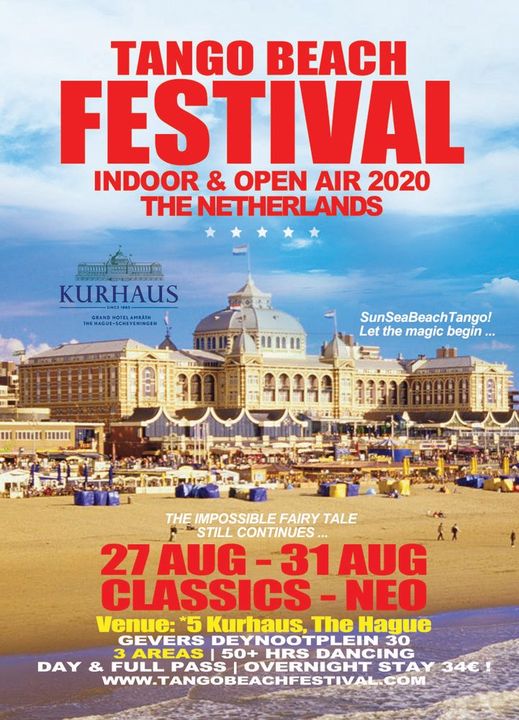 TANGO BEACH
FESTIVAL
INDOOR & OPEN AIR 2020
THE NETHERLANDS
KURHAUS
SINCE 1885
GRAND HOTEL AMRÂTH
THE HAGUE-SCHEVENINGEN
SunSeaBeachTango!
Let the magic begin ...
THE IMPOSSIBLE FAIRY TALE
STILL CONTINUES ...
27 AUG - 31 AUG
CLASSICS - NEO
Venue: *5 Kurhaus, The Hague
GEVERS DEYNOOTPLEIN 30
3 AREAS | 50+ HRS DANCING
DAY & FULL PASS | OVERNIGHT STAY 34€ !
WWW.TANGOBEACHFESTIVAL.COM